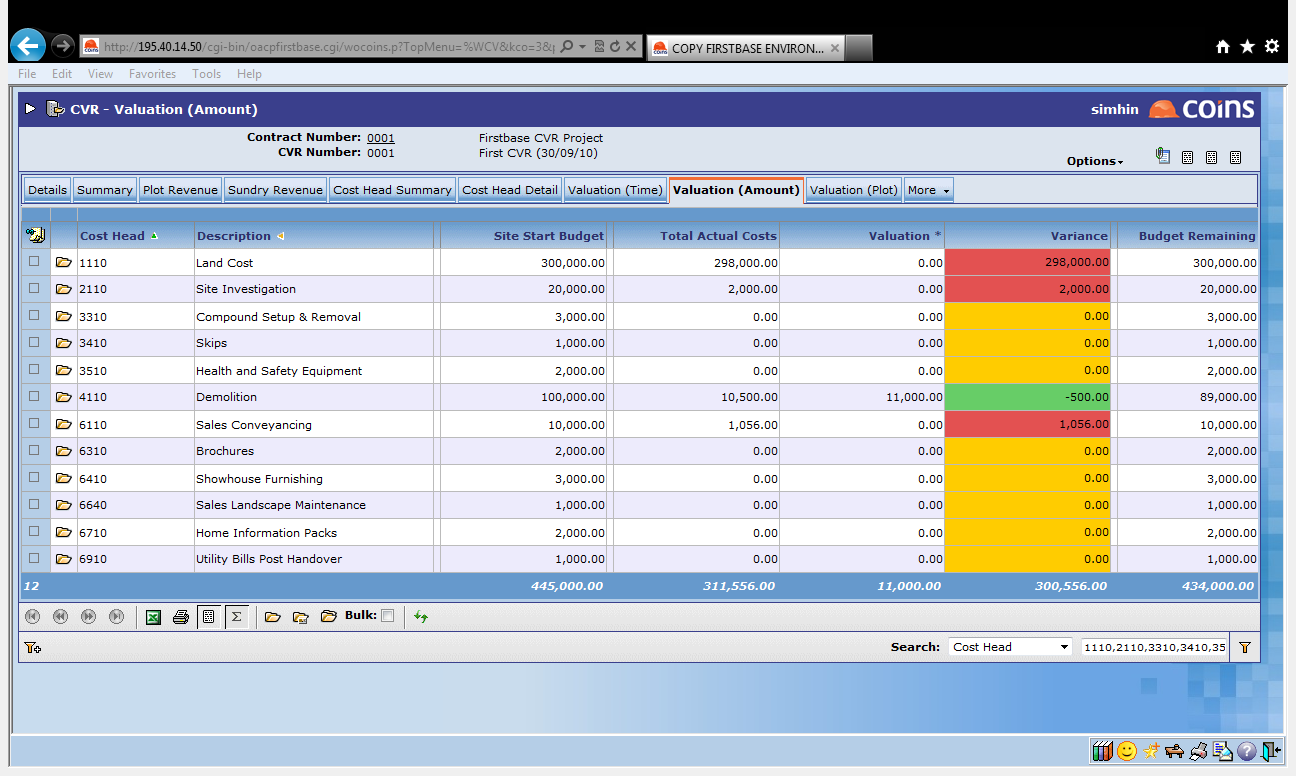 http://195.40.14.50/cgi-bin/oacpfirstbase.cgi/wocoins.p?TopMenu=%WCV&kco=3&
COPY FIRSTBASE ENVIRON...
File Edit View Favorites Tools Help
CVR - Valuation (Amount)
simhin coins
Contract Number: 0001 Firstbase CVR Project
CVR Number: 0001 First CVR (30/09/10)
Options
Details Summary Plot Revenue Sundry Revenue Cost Head Summary Cost Head Detail Valuation (Time) Valuation (Amount) Valuation (Plot) More
Cost Head Description Site Start Budget Total Actual Costs Valuation * Variance Budget Remaining
1110 Land Cost 300,000.00 298,000.00 0.00 298,000.00 300,000.00
2110 Site Investigation 20,000.00 2,000.00 0.00 2,000.00 20,000.00
3310 Compound Setup & Removal 3,000.00 0.00 0.00 0.00 3,000.00
3410 Skips 1,000.00 0.00 0.00 0.00 1,000.00
3510 Health and Safety Equipment 2,000.00 0.00 0.00 0.00 2,000.00
4110 Demolition 100,000.00 10,500.00 11,000.00 -500.00 89,000.00
6110 Sales Conveyancing 10,000.00 1,056.00 0.00 1,056.00 10,000.00
6310 Brochures 2,000.00 0.00 0.00 0.00 2,000.00
6410 Showhouse Furnishing 3,000.00 0.00 0.00 0.00 3,000.00
6640 Sales Landscape Maintenance 1,000.00 0.00 0.00 0.00 1,000.00
6710 Home Information Packs 2,000.00 0.00 0.00 0.00 2,000.00
6910 Utility Bills Post Handover 1,000.00 0.00 0.00 0.00 1,000.00
12 445,000.00 311,556.00 11,000.00 300,556.00 434,000.00
Σ Bulk:
Search: Cost Head 1110,2110,3310,3410,35